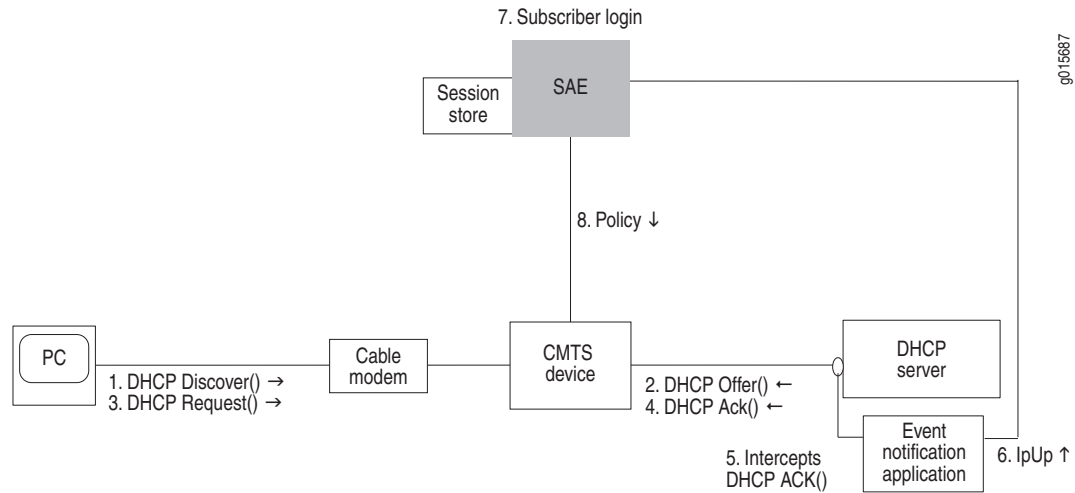 7. Subscriber login
g015687
SAE
Session
store
8. Policy ↓
PC
Cable
modem
CMTS
device
DHCP
server
1. DHCP Discover() →
3. DHCP Request() →
2. DHCP Offer() ←
4. DHCP Ack() ←
Event
notification
application
5. Intercepts
DHCP ACK()
6. IpUp ↑